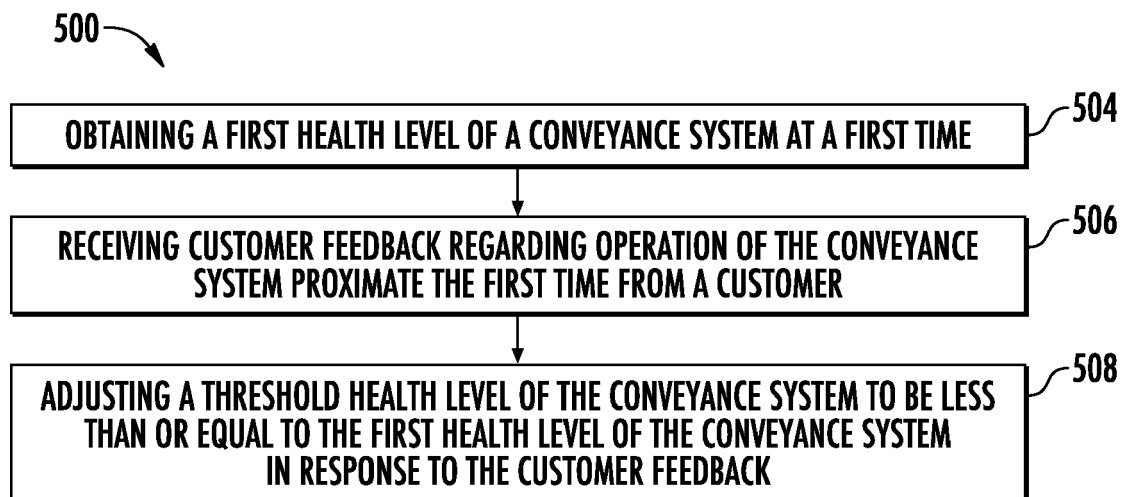 500
OBTAINING A FIRST HEALTH LEVEL OF A CONVEYANCE SYSTEM AT A FIRST TIME
504
RECEIVING CUSTOMER FEEDBACK REGARDING OPERATION OF THE CONVEYANCE
SYSTEM PROXIMATE THE FIRST TIME FROM A CUSTOMER
506
ADJUSTING A THRESHOLD HEALTH LEVEL OF THE CONVEYANCE SYSTEM TO BE LESS
THAN OR EQUAL TO THE FIRST HEALTH LEVEL OF THE CONVEYANCE SYSTEM
IN RESPONSE TO THE CUSTOMER FEEDBACK
508